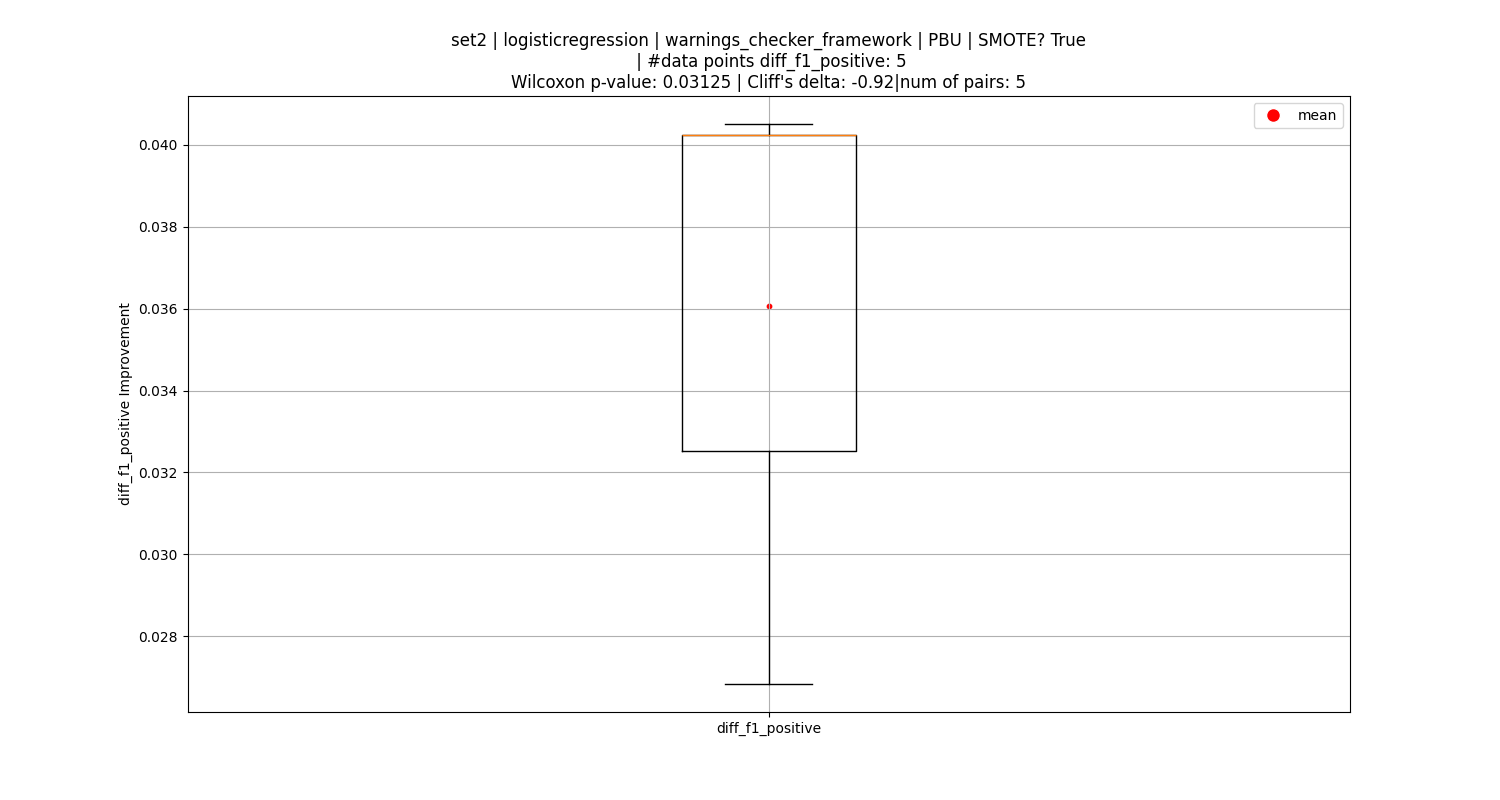 set2 | logisticregression | warnings_checker_framework | PBU | SMOTE? True
| #data points diff_f1_positive: 5
Wilcoxon p-value: 0.03125 | Cliff's delta: -0.92|num of pairs: 5
mean
0.040
0.038
0.036
0.034
0.032
0.030
0.028
diff_f1_positive Improvement
diff_f1_positive